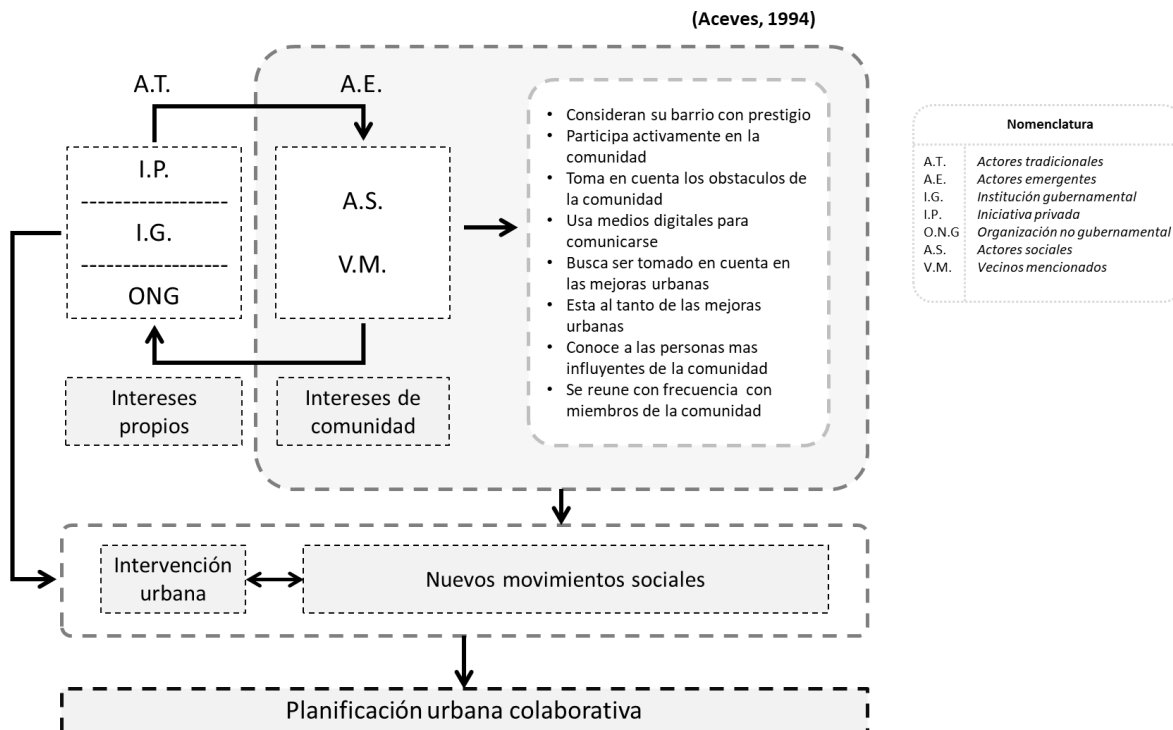 (Aceves, 1994)
A.T.
A.E.
I.P.
I.G.
ONG
A.S.
V.M.
Intereses
propios
Intereses de
comunidad
• Consideran su barrio con prestigio
• Participa activamente en la
comunidad
• Toma en cuenta los obstaculos de
la comunidad
• Usa medios digitales para
comunicarse
• Busca ser tomado en cuenta en
las mejoras urbanas
• Esta al tanto de las mejoras
urbanas
• Conoce a las personas mas
influyentes de la comunidad
• Se reune con frecuencia con
miembros de la comunidad
Nomenclatura
A.T. Actores tradicionales
A.E. Actores emergentes
I.G. Institución gubernamental
I.P. Iniciativa privada
O.N.G Organización no gubernamental
A.S. Actores sociales
V.M. Vecinos mencionados
Intervención
urbana
Nuevos movimientos sociales
Planificación urbana colaborativa